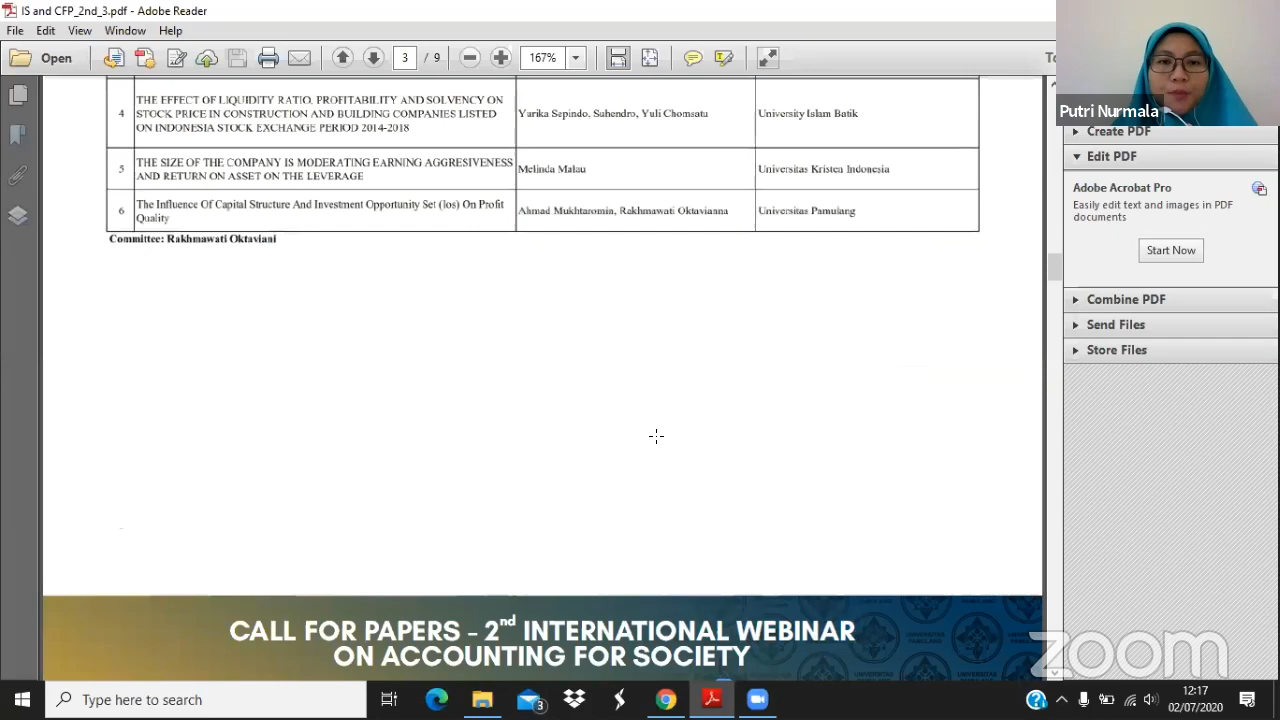 IS and CFP_2nd_3.pdf - Adobe Reader
File Edit View Window Help
Open 3 / 9 167% To
Putri Nurmala
4 THE EFFECT OF LIQUIDITY RATIO, PROFITABILITY AND SOLVENCY ON
STOCK PRICE IN CONSTRUCTION AND BUILDING COMPANIES LISTED
ON INDONESIA STOCK EXCHANGE PERIOD 2014-2018
Yurika Sepindo, Suhendro, Yuli Chomsatu
University Islam Batik
5 THE SIZE OF THE COMPANY IS MODERATING EARNING AGGRESIVENESS
AND RETURN ON ASSET ON THE LEVERAGE
Melinda Malau
Universitas Kristen Indonesia
6 The Influence Of Capital Structure And Investment Opportunity Set (Ios) On Profit
Quality
Ahmad Mukhtaromin, Rakhmawati Oktavianna
Universitas Pamulang
Committee: Rakhmawati Oktaviani
Create PDF
Edit PDF
Adobe Acrobat Pro
Easily edit text and images in PDF
documents
Start Now
Combine PDF
Send Files
Store Files
CALL FOR PAPERS - 2nd INTERNATIONAL WEBINAR
ON ACCOUNTING FOR SOCIETY
zoom
Type here to search
3
12:17
02/07/2020